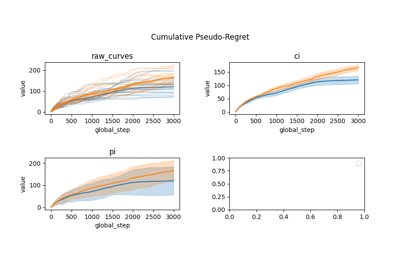 Cumulative Pseudo-Regret
raw_curves
200
100
0
value
0 500 1000 1500 2000 2500 3000
global_step
ci
150
100
50
0
value
0 500 1000 1500 2000 2500 3000
global_step
pi
200
100
0
value
0 500 1000 1500 2000 2500 3000
global_step
1.00
0.75
0.50
0.25
0.00
0.0 0.2 0.4 0.6 0.8 1.0